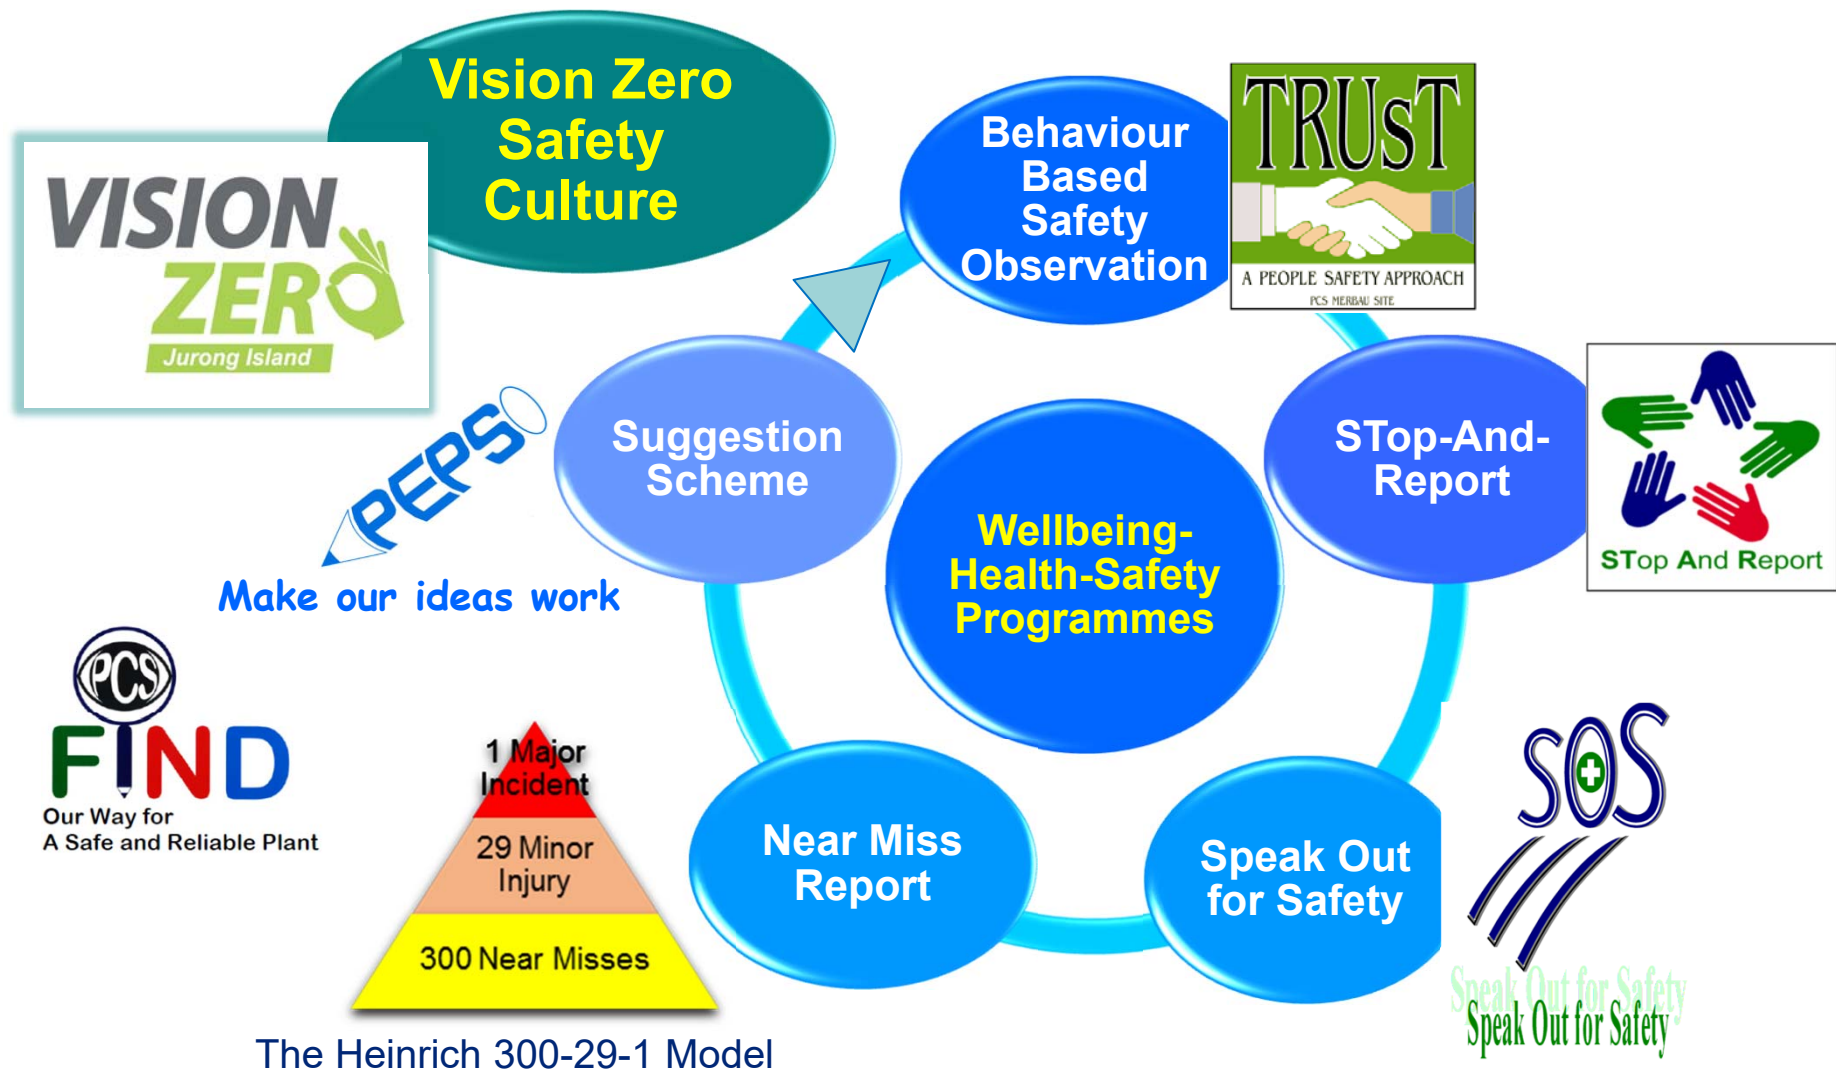 Vision Zero
Safety
Culture
VISION
ZERO
Jurong Island
Behaviour
Based
Safety
Observation
TRUsT
A PEOPLE SAFETY APPROACH
PCS MERBAU SITE
Suggestion
Scheme
PEPS
Make our ideas work
STop-And-
Report
STop And Report
Wellbeing-
Health-Safety
Programmes
PCS
FIND
Our Way for
A Safe and Reliable Plant
1 Major
Incident
29 Minor
Injury
300 Near Misses
The Heinrich 300-29-1 Model
Near Miss
Report
Speak Out
for Safety
SOS
Speak Out for Safety
Speak Out for Safety